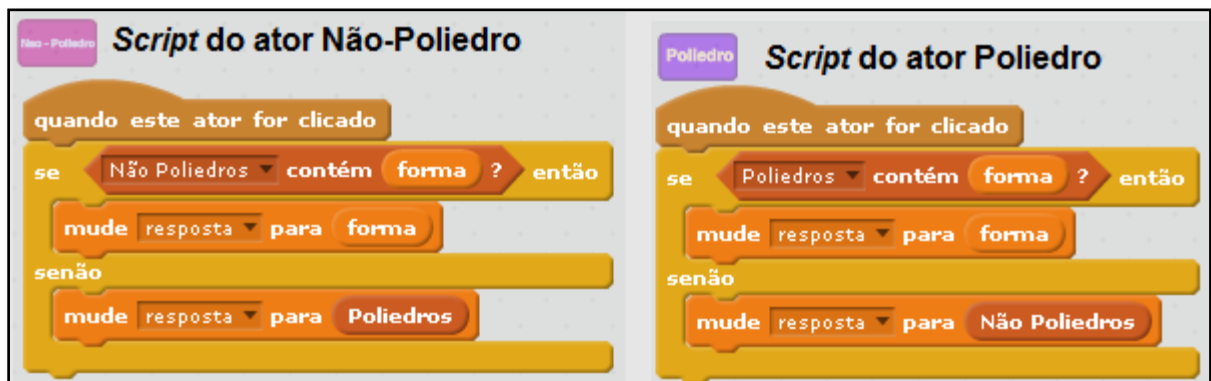 Nao - Poliedro
Script do ator Não-Poliedro
quando este ator for clicado
se Não Poliedros contém forma ? então
mude resposta para forma
senão
mude resposta para Poliedros
Poliedro
Script do ator Poliedro
quando este ator for clicado
se Poliedros contém forma ? então
mude resposta para forma
senão
mude resposta para Não Poliedros